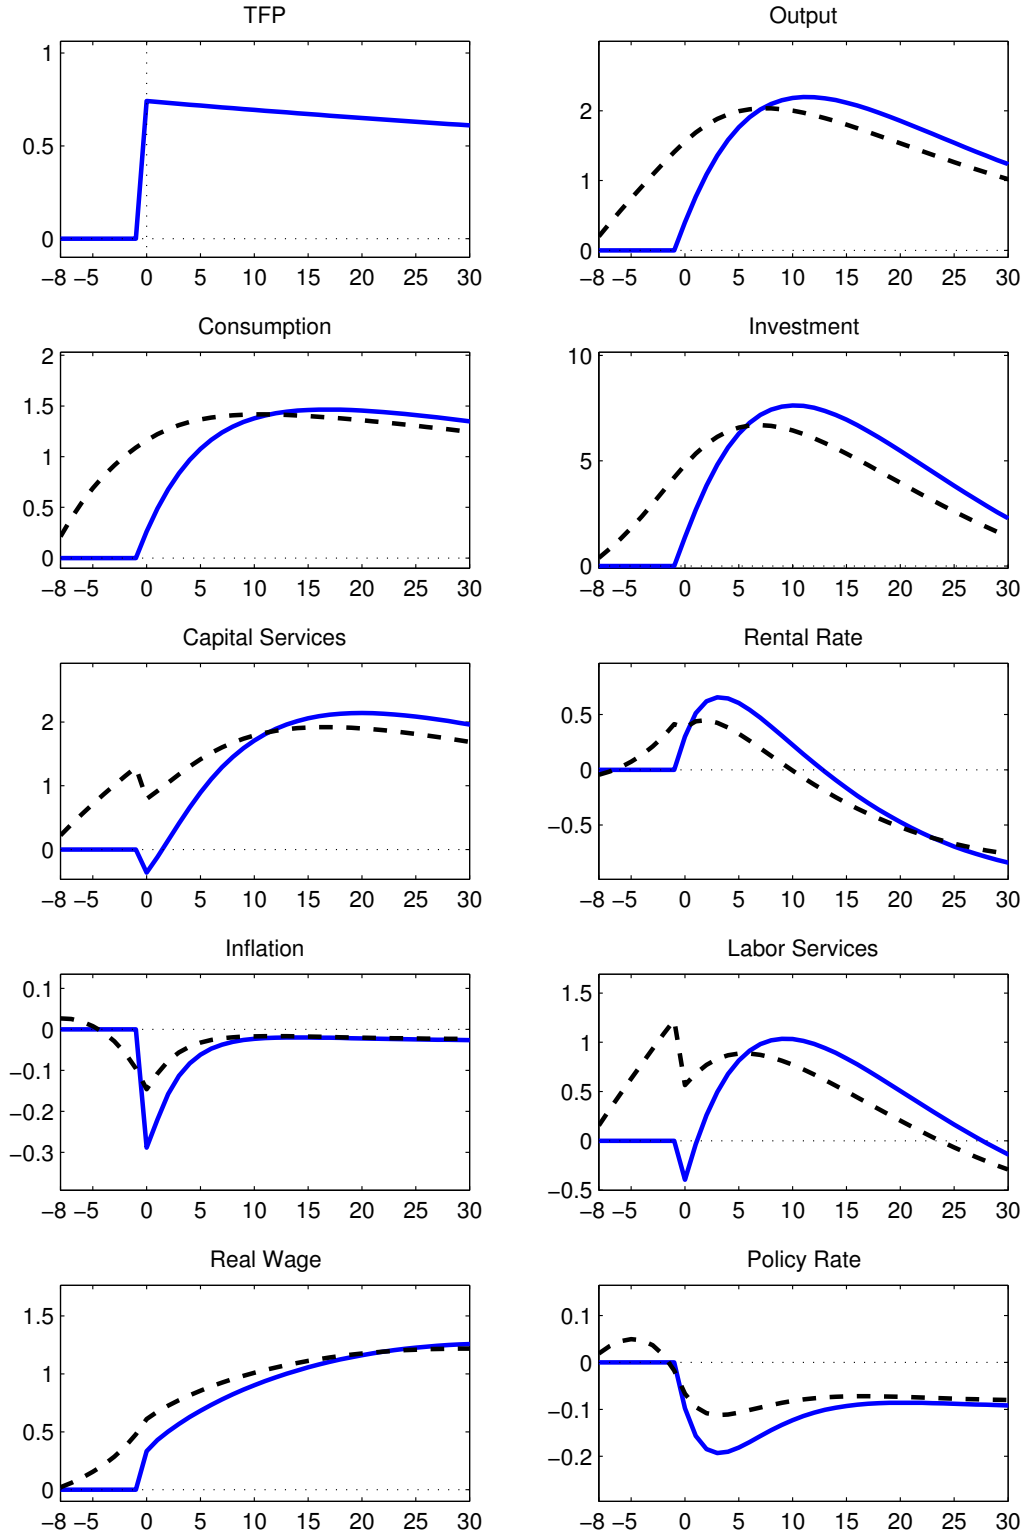 TFP
1
0.5
0
−8 −5 0 5 10 15 20 25 30
Output
2
1
0
−8 −5 0 5 10 15 20 25 30
Consumption
2
1.5
1
0.5
0
−8 −5 0 5 10 15 20 25 30
Investment
10
5
0
−8 −5 0 5 10 15 20 25 30
Capital Services
2
1
0
−8 −5 0 5 10 15 20 25 30
Rental Rate
0.5
0
−0.5
−8 −5 0 5 10 15 20 25 30
Inflation
0.1
0
−0.1
−0.2
−0.3
−8 −5 0 5 10 15 20 25 30
Labor Services
1.5
1
0.5
0
−0.5
−8 −5 0 5 10 15 20 25 30
Real Wage
1.5
1
0.5
0
−8 −5 0 5 10 15 20 25 30
Policy Rate
0.1
0
−0.1
−0.2
−8 −5 0 5 10 15 20 25 30